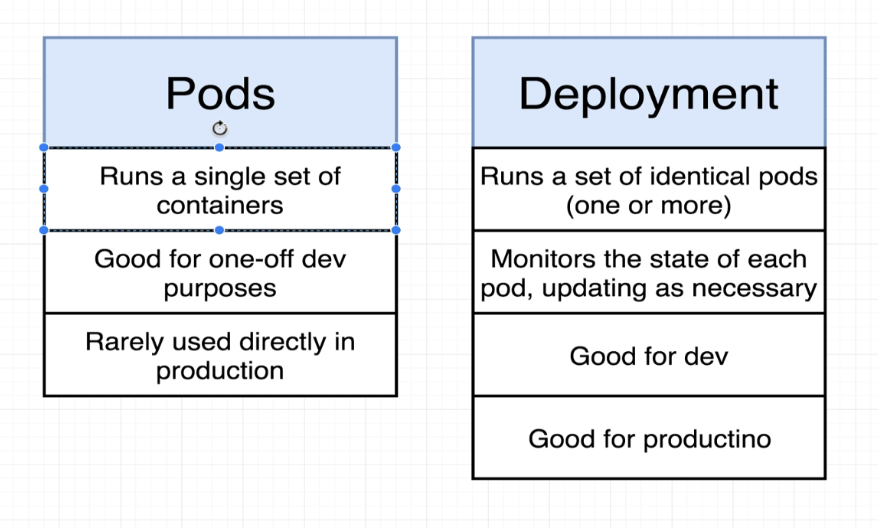 Pods
Runs a single set of
containers
Good for one-off dev
purposes
Rarely used directly in
production
Deployment
Runs a set of identical pods
(one or more)
Monitors the state of each
pod, updating as necessary
Good for dev
Good for productino